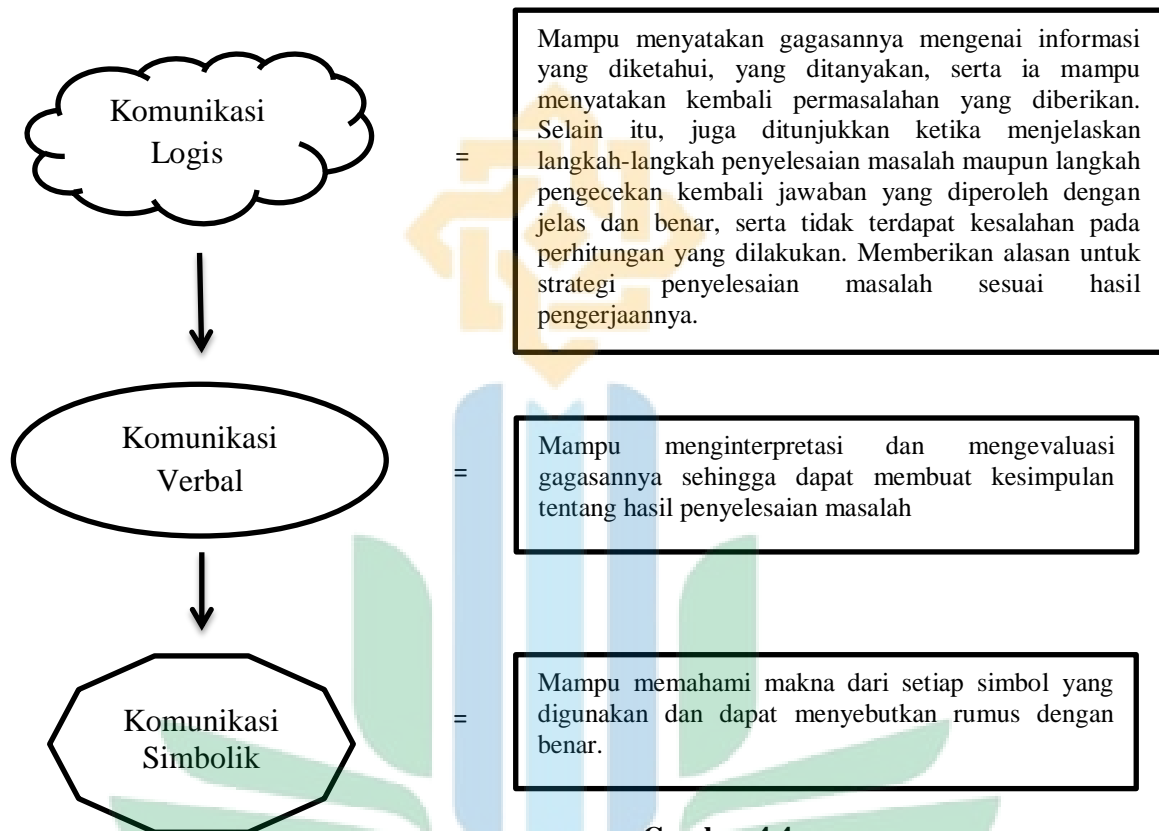 Komunikasi
Logis
=
Mampu menyatakan gagasannya mengenai informasi
yang diketahui, yang ditanyakan, serta ia mampu
menyatakan kembali permasalahan yang diberikan.
Selain itu, juga ditunjukkan ketika menjelaskan
langkah-langkah penyelesaian masalah maupun langkah
pengecekan kembali jawaban yang diperoleh dengan
jelas dan benar, serta tidak terdapat kesalahan pada
perhitungan yang dilakukan. Memberikan alasan untuk
strategi penyelesaian masalah sesuai hasil
pengerjaannya.
Komunikasi
Verbal
=
Mampu menginterpretasi dan mengevaluasi
gagasannya sehingga dapat membuat kesimpulan
tentang hasil penyelesaian masalah
Komunikasi
Simbolik
=
Mampu memahami makna dari setiap simbol yang
digunakan dan dapat menyebutkan rumus dengan
benar.